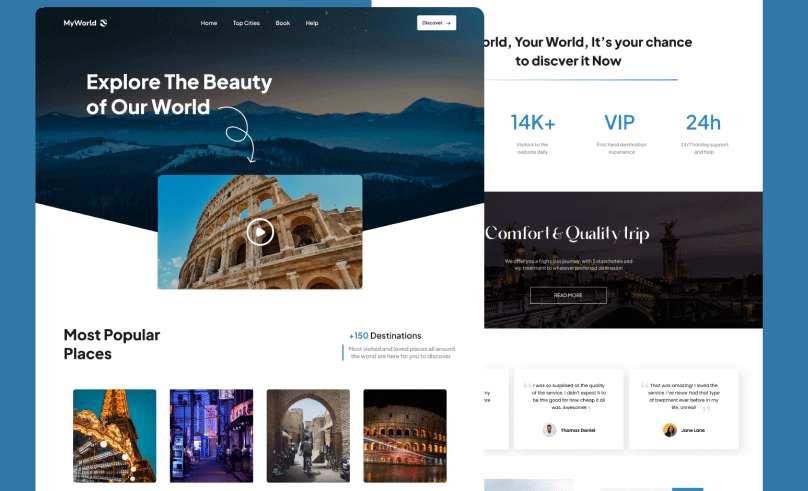 MyWorld
Home
Top Cities
Book
Help
Discover →
Explore The Beauty
of Our World
Most Popular
Places
+150 Destinations
Most visited and loved places all around
the world are here for you to discover.
orld, Your World, It's your chance
to discver it Now
14K+
Visitors to the
website daily
VIP
First hand destination
experience
24h
24/7 holiday support
and help
Comfort & Quality trip
We offer you a high class journey, with 3 stars hotels and
vip treatment to whatever preferred destination
READ MORE
my
ore
“ I was so surprised at the quality
of the service. I didn't expect it to
be this good for how cheap it all
was. Awesome! ”
Thomas Daniel
“ That was amazing! I loved the
service. I've never had that type
of treatment ever before in my
life, Unreal! ”
Jane Lane